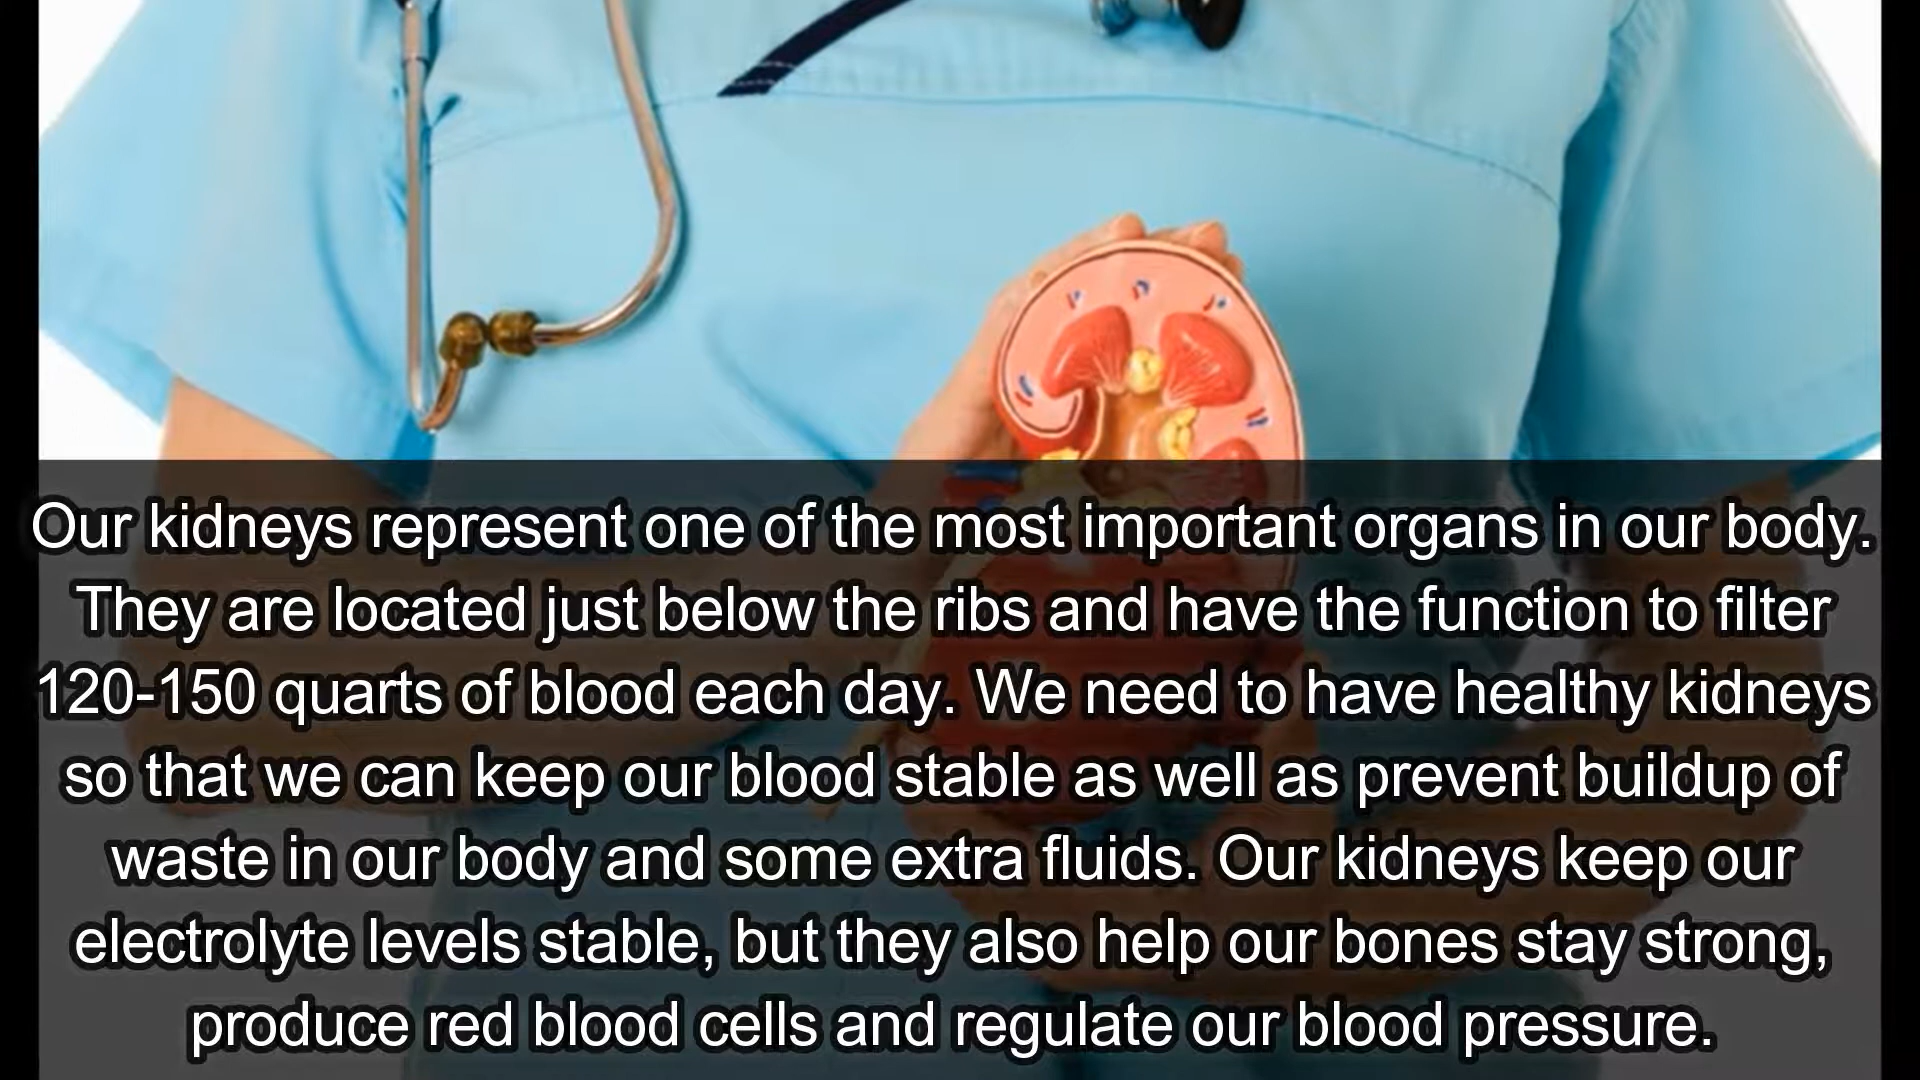 Our kidneys represent one of the most important organs in our body.
They are located just below the ribs and have the function to filter
120-150 quarts of blood each day. We need to have healthy kidneys
so that we can keep our blood stable as well as prevent buildup of
waste in our body and some extra fluids. Our kidneys keep our
electrolyte levels stable, but they also help our bones stay strong,
produce red blood cells and regulate our blood pressure.